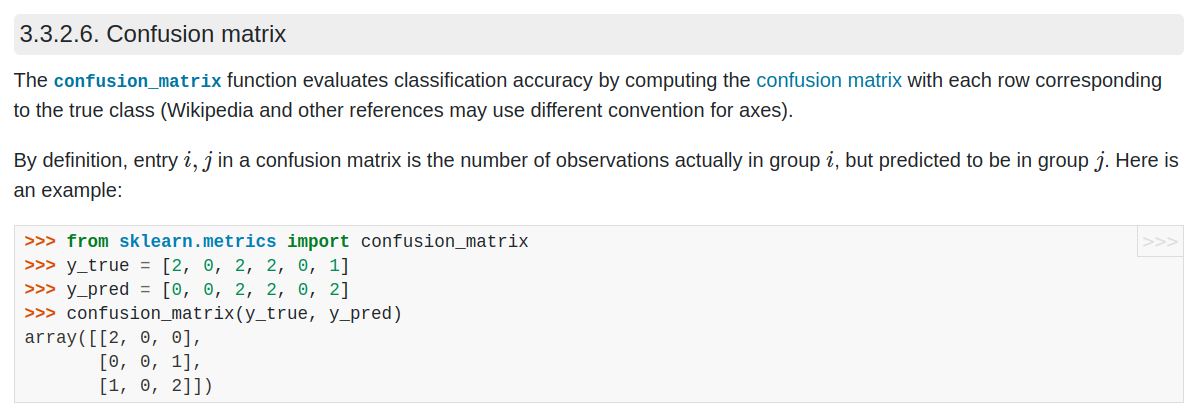 3.3.2.6. Confusion matrix
The confusion_matrix function evaluates classification accuracy by computing the confusion matrix with each row corresponding
to the true class (Wikipedia and other references may use different convention for axes).
By definition, entry i, j in a confusion matrix is the number of observations actually in group i, but predicted to be in group j. Here is
an example:
>>> from sklearn.metrics import confusion_matrix
>>>
>>> y_true = [2, 0, 2, 2, 0, 1]
>>> y_pred = [0, 0, 2, 2, 0, 2]
>>> confusion_matrix(y_true, y_pred)
array([[2, 0, 0],
       [0, 0, 1],
       [1, 0, 2]])